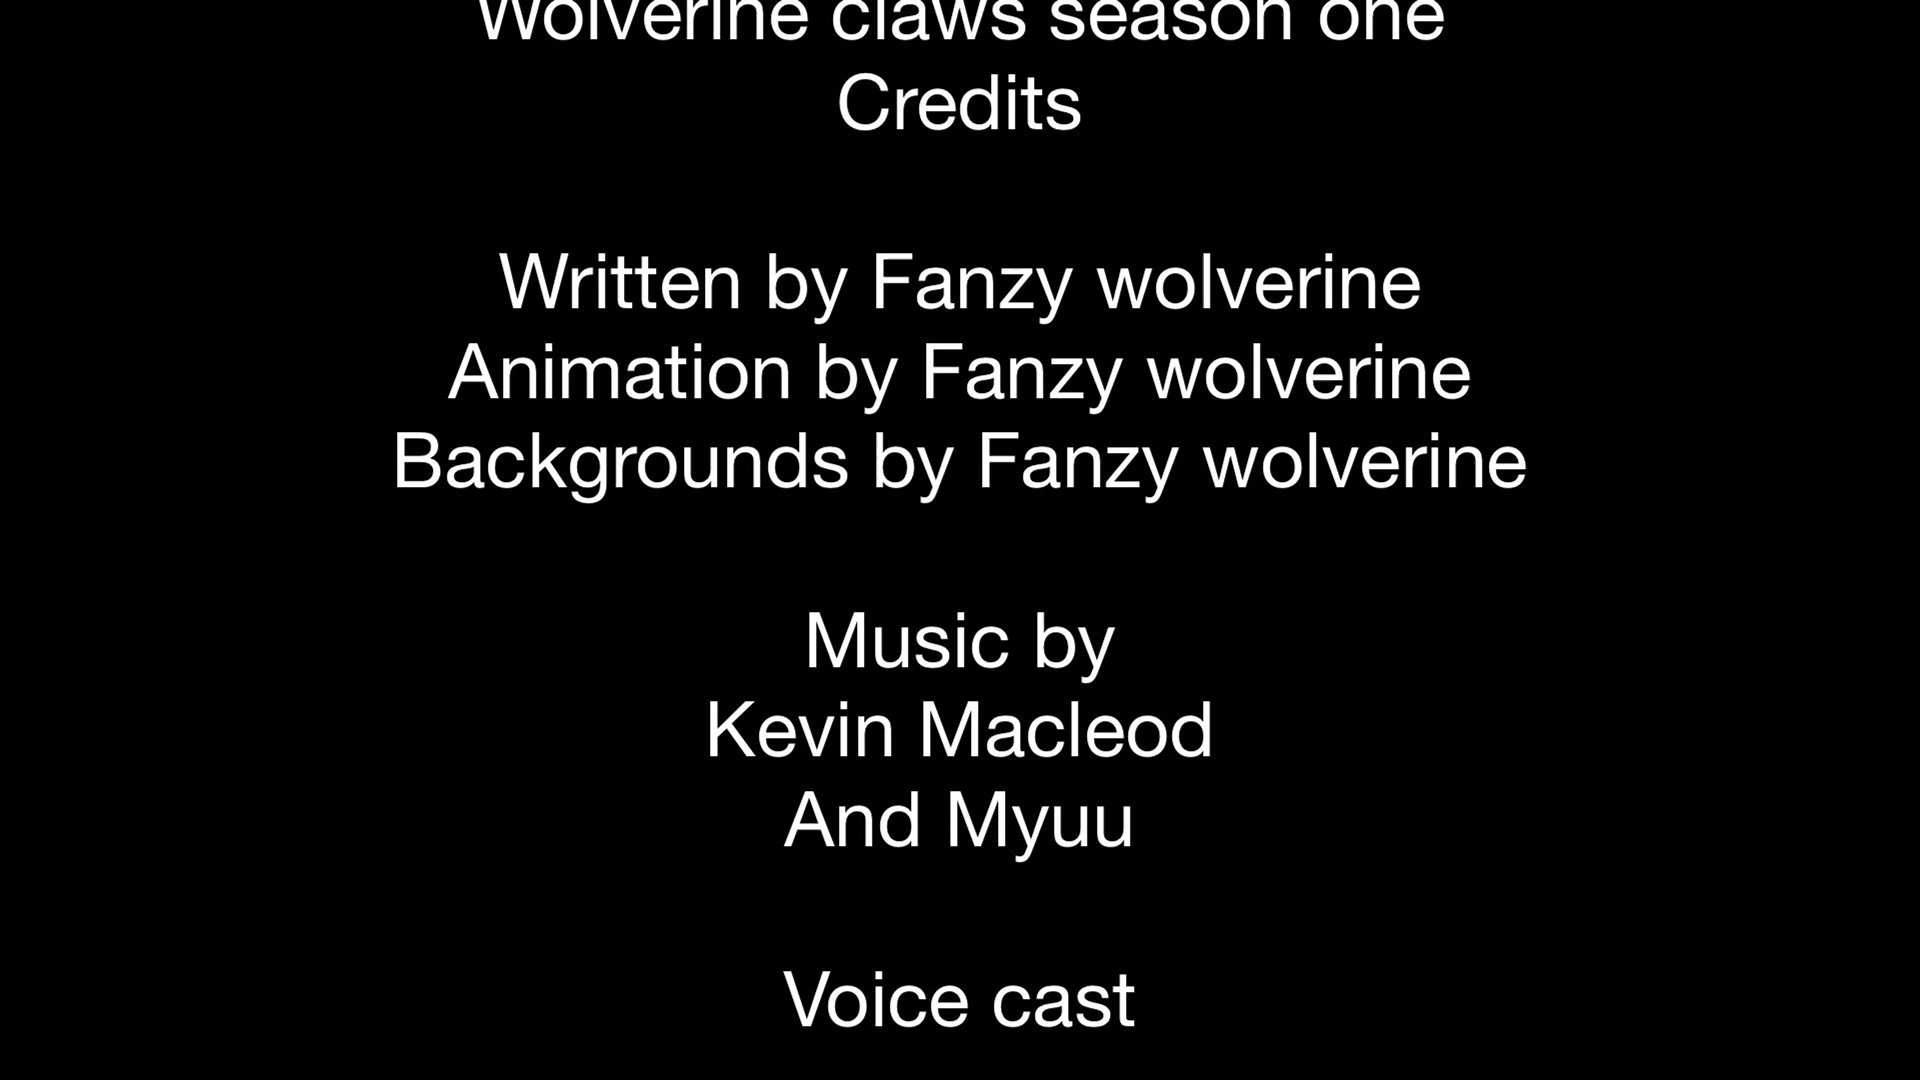 Wolverine claws season one
Credits
Written by Fanzy wolverine
Animation by Fanzy wolverine
Backgrounds by Fanzy wolverine
Music by
Kevin Macleod
And Myuu
Voice cast